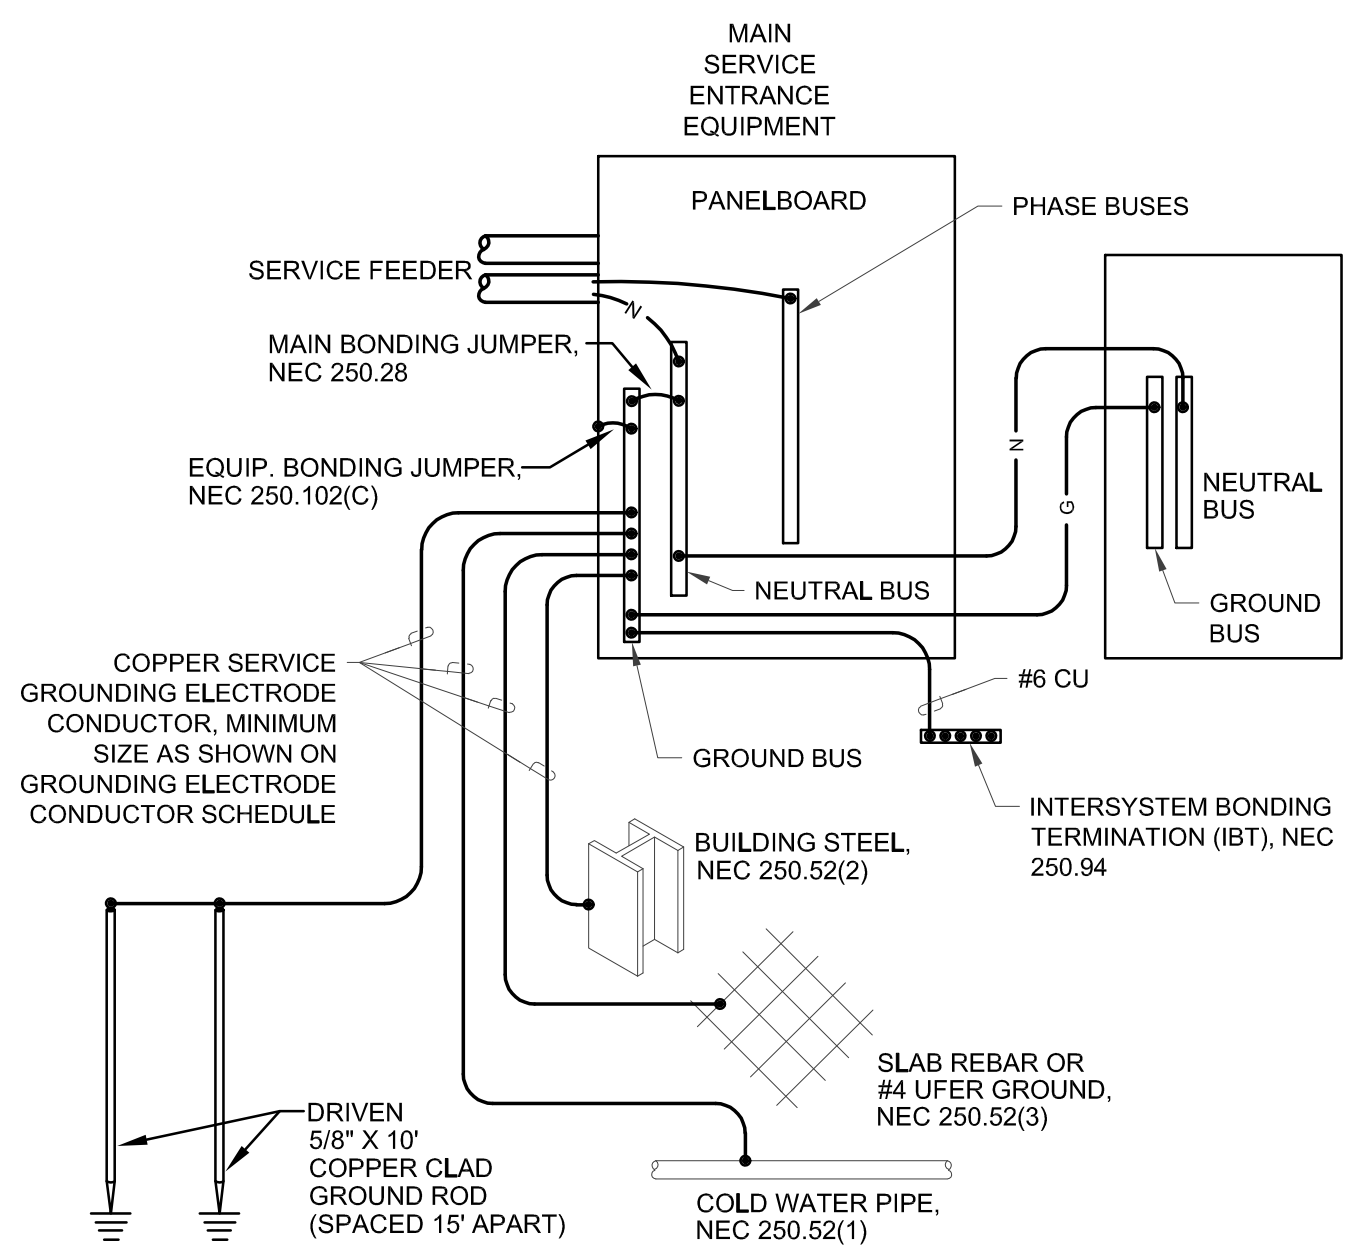 MAIN
SERVICE
ENTRANCE
EQUIPMENT
PANELBOARD
PHASE BUSES
SERVICE FEEDER
N
MAIN BONDING JUMPER,
NEC 250.28
EQUIP. BONDING JUMPER,
NEC 250.102(C)
N
G
NEUTRAL
BUS
NEUTRAL BUS
GROUND
BUS
COPPER SERVICE
GROUNDING ELECTRODE
CONDUCTOR, MINIMUM
SIZE AS SHOWN ON
GROUNDING ELECTRODE
CONDUCTOR SCHEDULE
#6 CU
GROUND BUS
INTERSYSTEM BONDING
TERMINATION (IBT), NEC
250.94
BUILDING STEEL,
NEC 250.52(2)
SLAB REBAR OR
#4 UFER GROUND,
NEC 250.52(3)
DRIVEN
5/8" X 10'
COPPER CLAD
GROUND ROD
(SPACED 15' APART)
COLD WATER PIPE,
NEC 250.52(1)